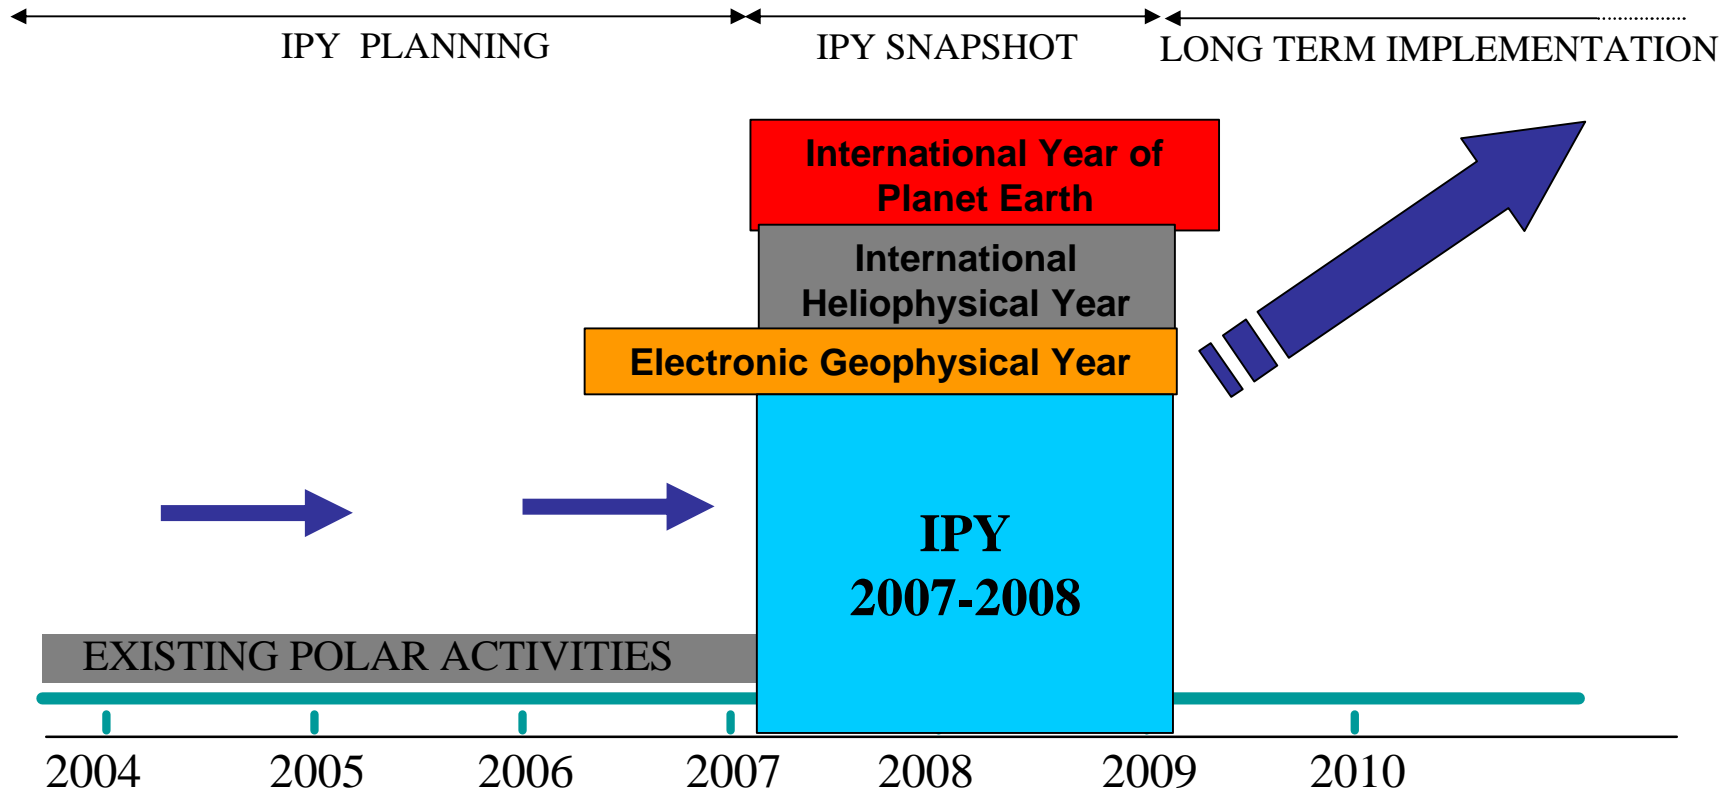 IPY PLANNING
IPY SNAPSHOT
LONG TERM IMPLEMENTATION
International Year of
Planet Earth
International
Heliophysical Year
Electronic Geophysical Year
IPY
2007-2008
EXISTING POLAR ACTIVITIES
2004 2005 2006 2007 2008 2009 2010